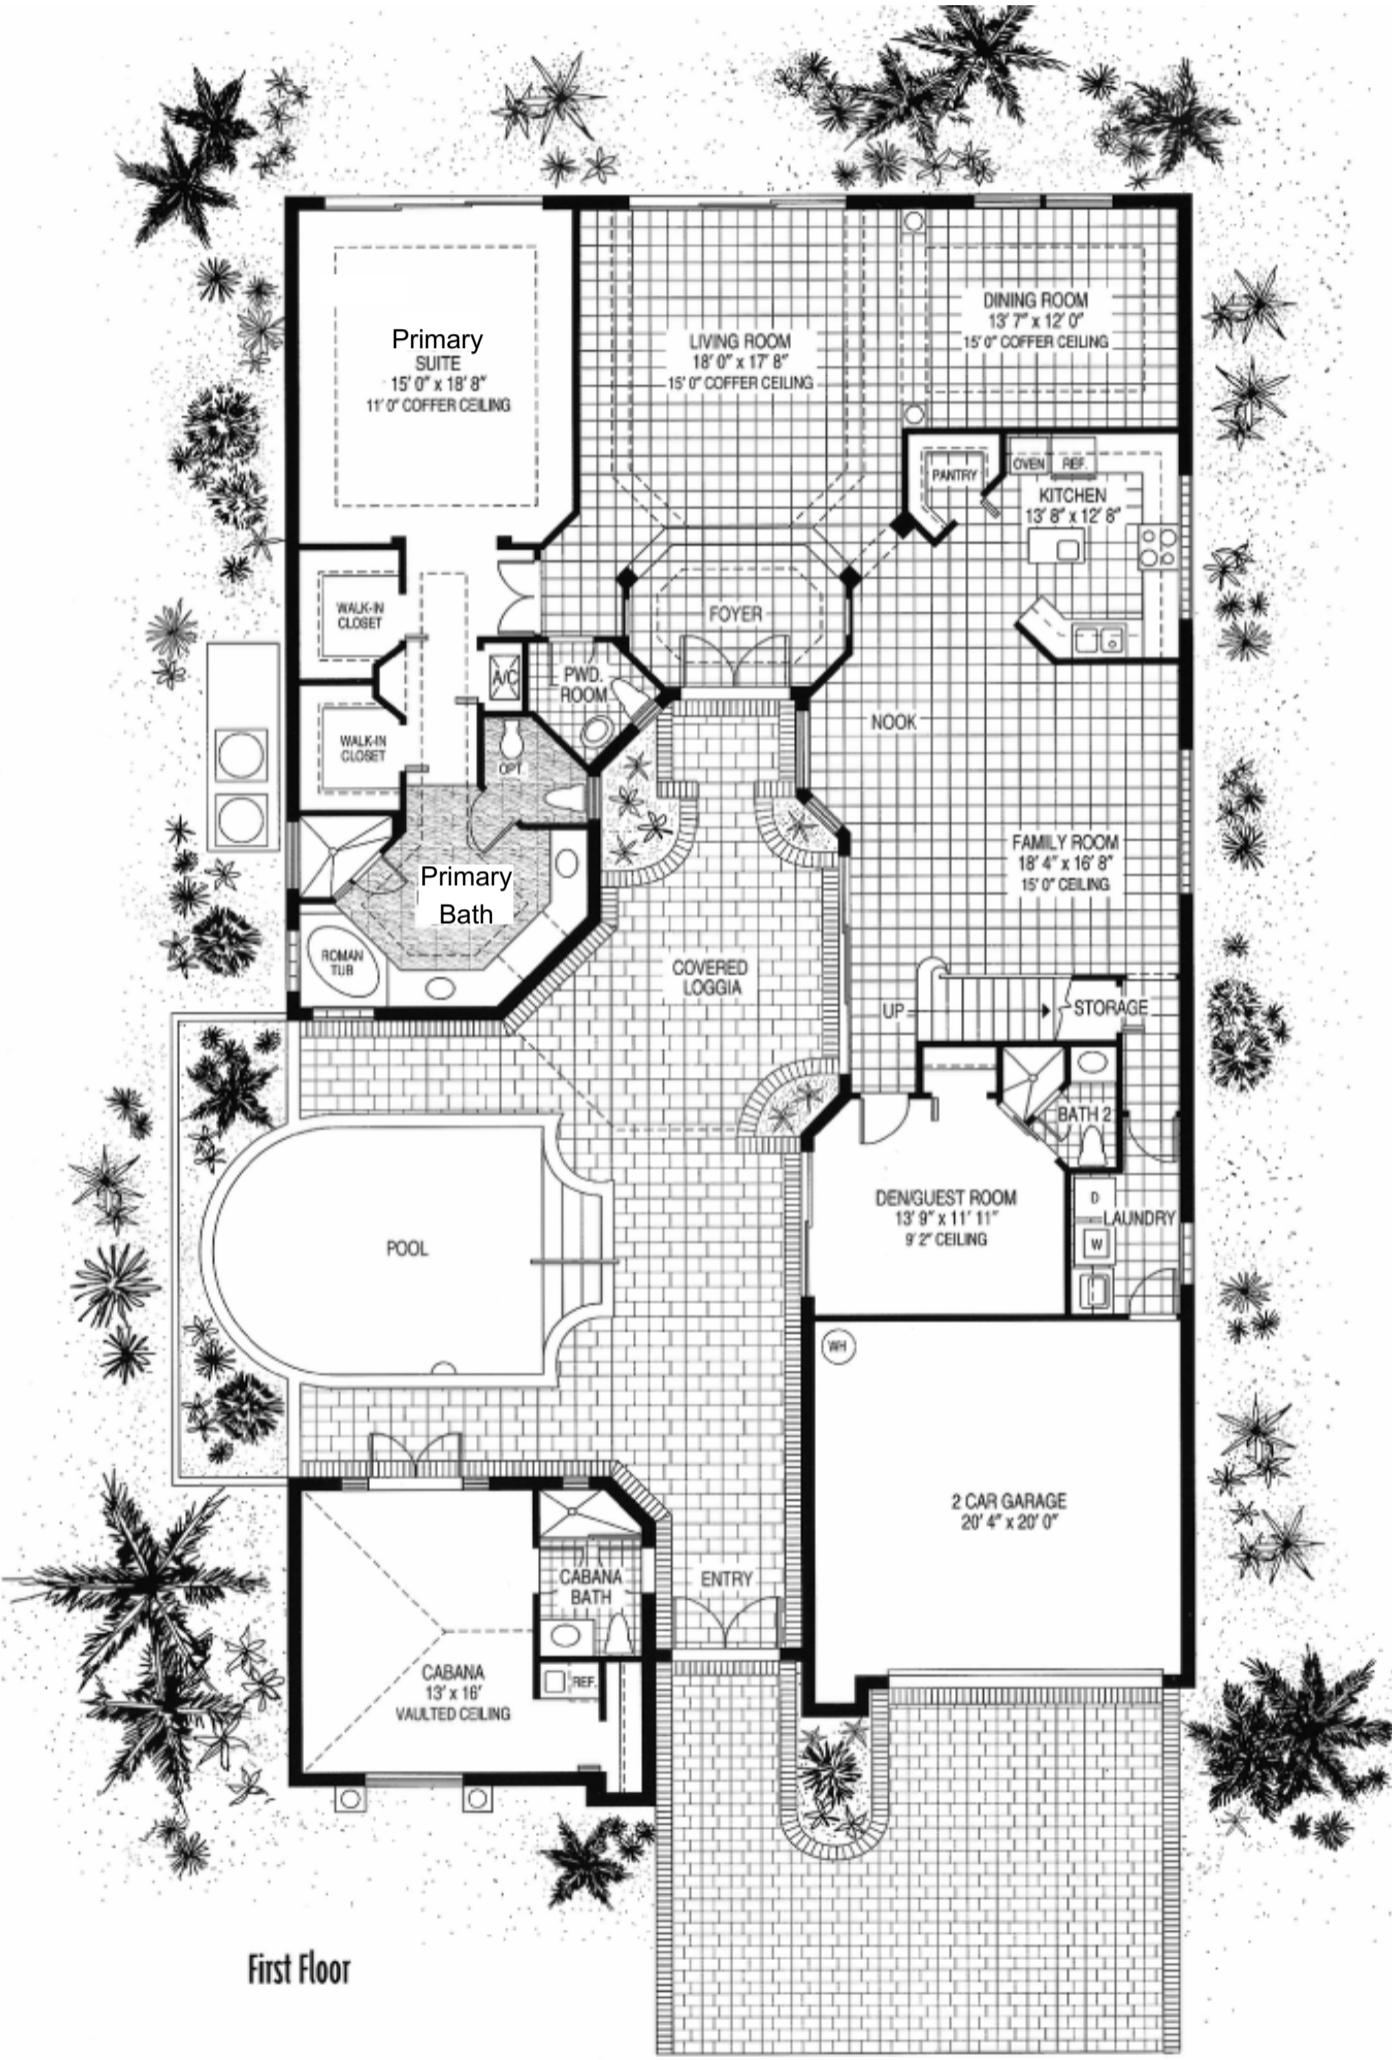 Primary
SUITE
15' 0" x 18' 8"
11' 0" COFFER CEILING
LIVING ROOM
18' 0" x 17' 8"
15' 0" COFFER CEILING
DINING ROOM
13' 7" x 12' 0"
15' 0" COFFER CEILING
PANTRY
OVEN
REF.
KITCHEN
13' 8" x 12' 8"
WALK-IN
CLOSET
FOYER
A/C
PWD.
ROOM
WALK-IN
CLOSET
OPT
NOOK
Primary
Bath
FAMILY ROOM
18' 4" x 16' 8"
15' 0" CEILING
ROMAN
TUB
COVERED
LOGGIA
UP
STORAGE
BATH 2
DEN/GUEST ROOM
13' 9" x 11' 11"
9' 2" CEILING
D
LAUNDRY
W
POOL
WH
2 CAR GARAGE
20' 4" x 20' 0"
CABANA
BATH
ENTRY
CABANA
13' x 16'
VAULTED CEILING
REF.
First Floor